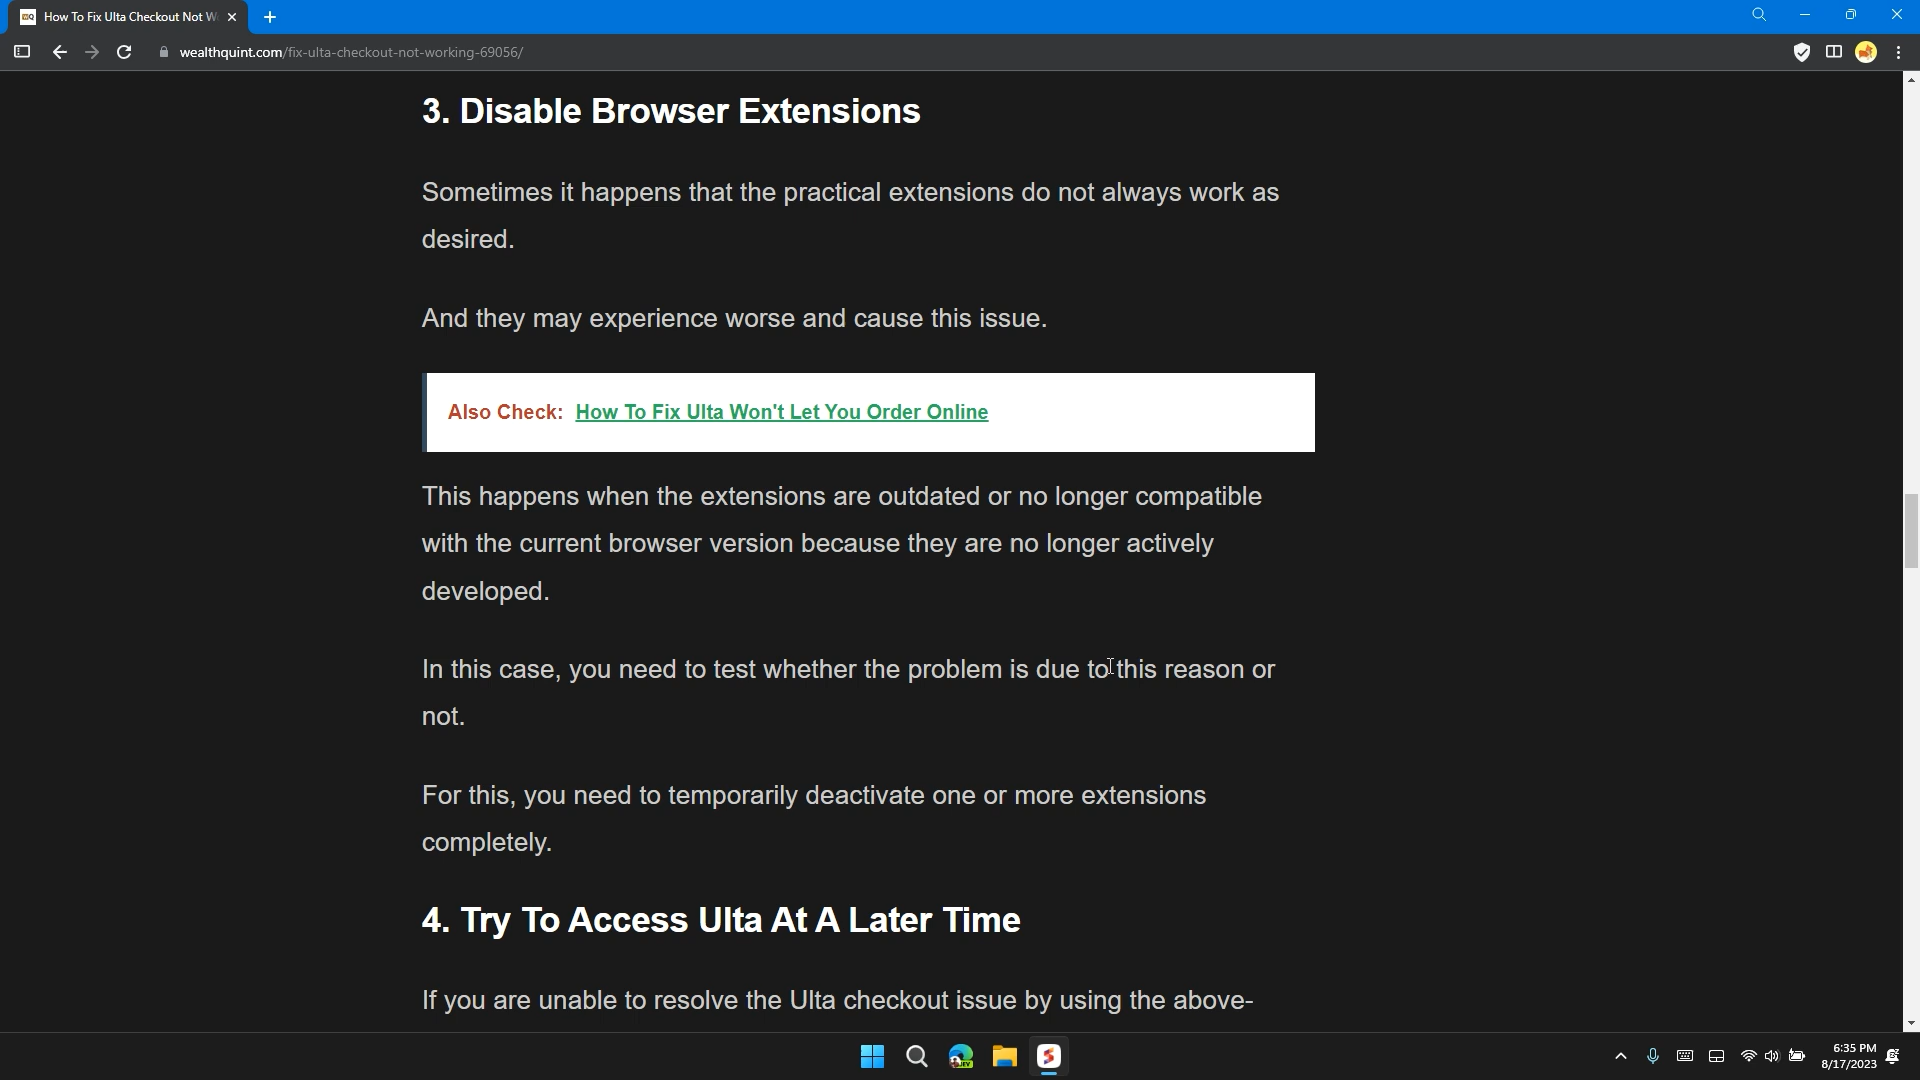 How To Fix Ulta Checkout Not W
wealthquint.com/fix-ulta-checkout-not-working-69056/
3. Disable Browser Extensions
Sometimes it happens that the practical extensions do not always work as
desired.
And they may experience worse and cause this issue.
Also Check: How To Fix Ulta Won't Let You Order Online
This happens when the extensions are outdated or no longer compatible
with the current browser version because they are no longer actively
developed.
In this case, you need to test whether the problem is due to this reason or
not.
For this, you need to temporarily deactivate one or more extensions
completely.
4. Try To Access Ulta At A Later Time
If you are unable to resolve the Ulta checkout issue by using the above-
6:35 PM
8/17/2023